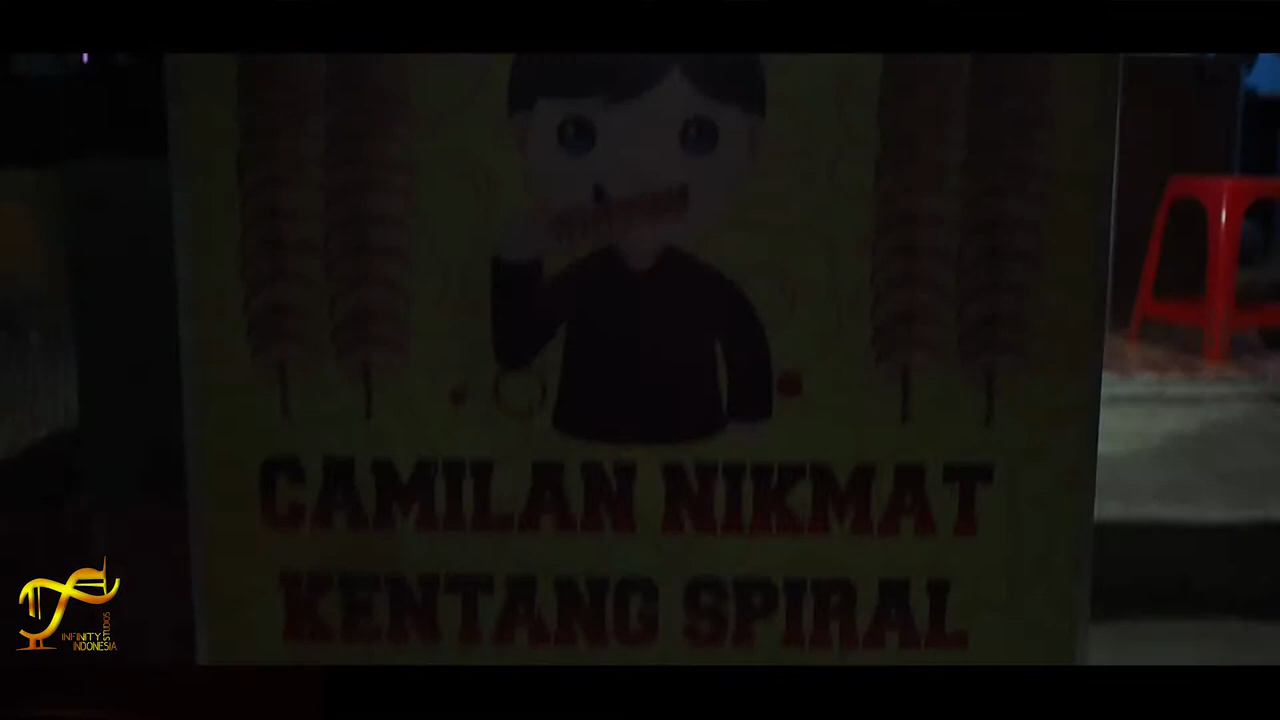 CAMILAN NIKMAT
KENTANG SPIRAL
INFINITY
STUDIOS
INDONESIA